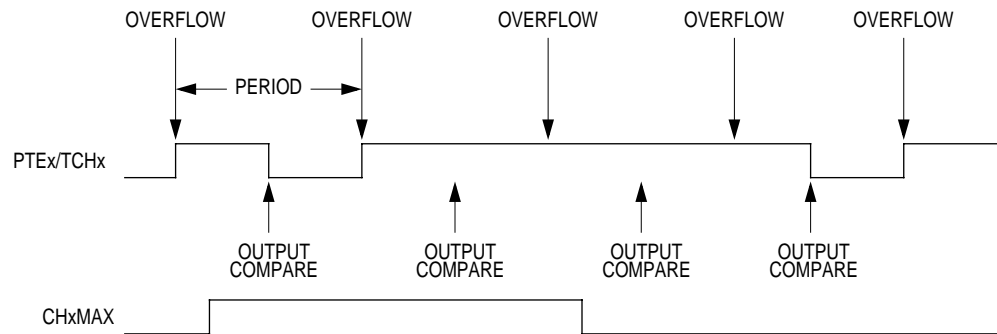 OVERFLOW OVERFLOW OVERFLOW OVERFLOW OVERFLOW
PERIOD
PTEx/TCHx
OUTPUT OUTPUT OUTPUT OUTPUT
COMPARE COMPARE COMPARE COMPARE
CHxMAX